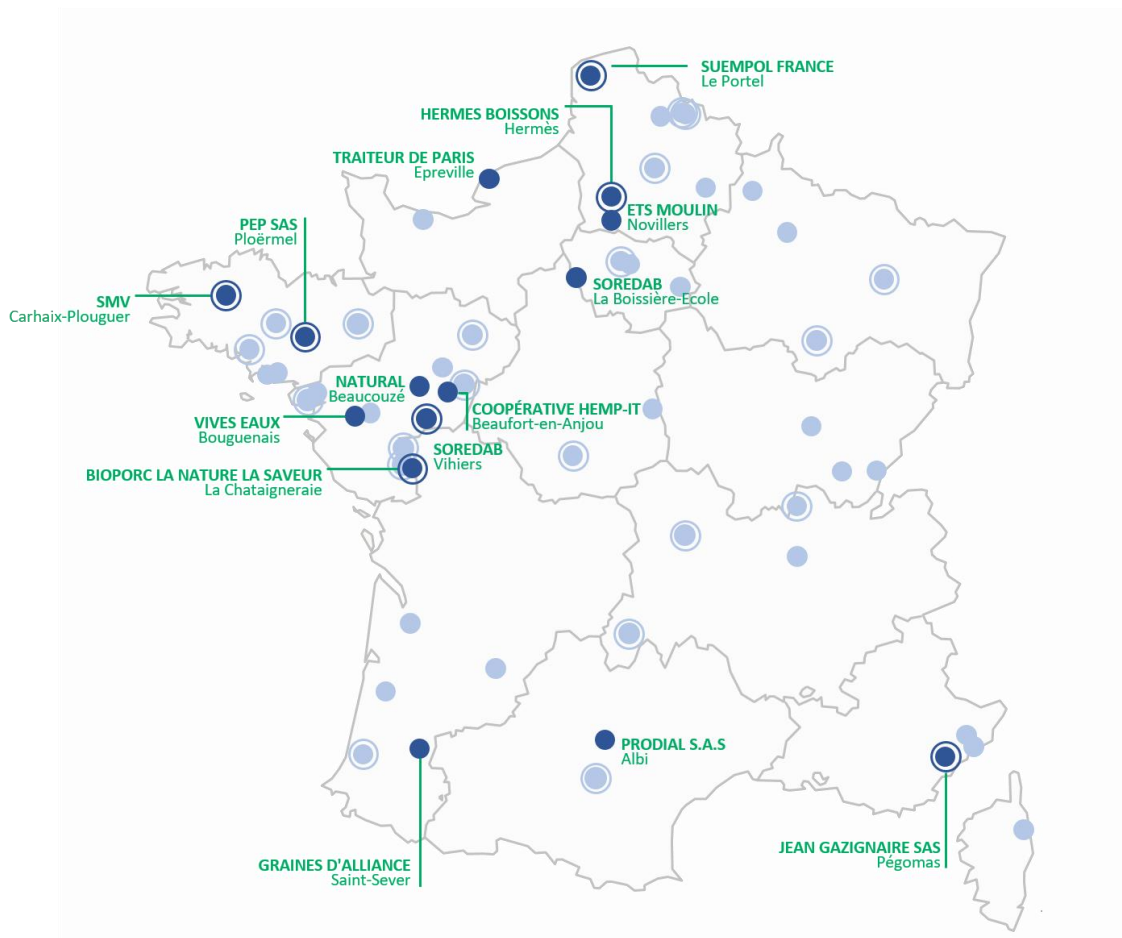 SUEMPOL FRANCE
Le Portel
HERMES BOISSONS
Hermès
TRAITEUR DE PARIS
Epreville
ETS MOULIN
Novillers
PEP SAS
Ploërmel
SOREDAB
La Boissière-Ecole
SMV
Carhaix-Plouguer
NATURAL
Beaucouzé
COOPÉRATIVE HEMP-IT
Beaufort-en-Anjou
VIVES EAUX
Bouguenais
SOREDAB
Vihiers
BIOPORC LA NATURE LA SAVEUR
La Chataigneraie
PRODIAL S.A.S
Albi
JEAN GAZIGNAIRE SAS
Pégomas
GRAINES D'ALLIANCE
Saint-Sever